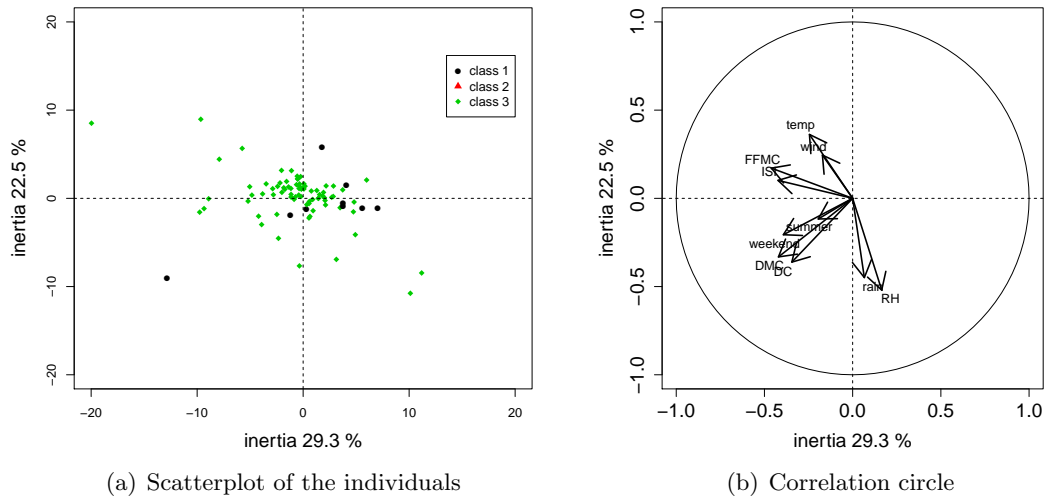 20
10
0
−10
−20
−20
−10
0
10
20
inertia 22.5 %
inertia 29.3 %
class 1
class 2
class 3
(a) Scatterplot of the individuals
1.0
0.5
0.0
−0.5
−1.0
−1.0
−0.5
0.0
0.5
1.0
inertia 22.5 %
inertia 29.3 %
temp
wind
FFMC
ISI
summer
weekend
DMC
DC
rain
RH
(b) Correlation circle